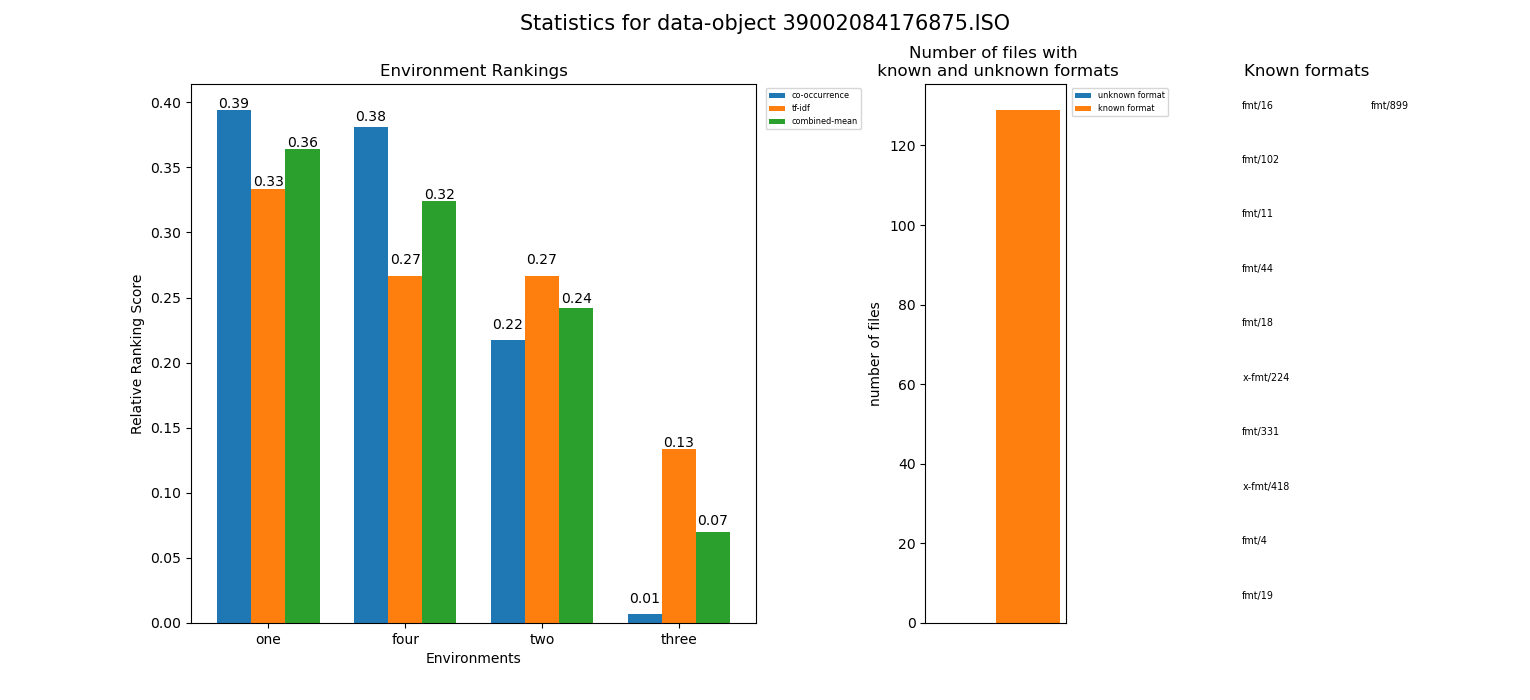 Statistics for data-object 39002084176875.ISO
Environment Rankings
Relative Ranking Score
0.40
0.35
0.30
0.25
0.20
0.15
0.10
0.05
0.00
0.39
0.33
0.36
0.38
0.27
0.32
0.22
0.27
0.24
0.01
0.13
0.07
one
four
two
three
Environments
co-occurrence
tf-idf
combined-mean
Number of files with
known and unknown formats
number of files
120
100
80
60
40
20
0
unknown format
known format
Known formats
fmt/16
fmt/899
fmt/102
fmt/11
fmt/44
fmt/18
x-fmt/224
fmt/331
x-fmt/418
fmt/4
fmt/19